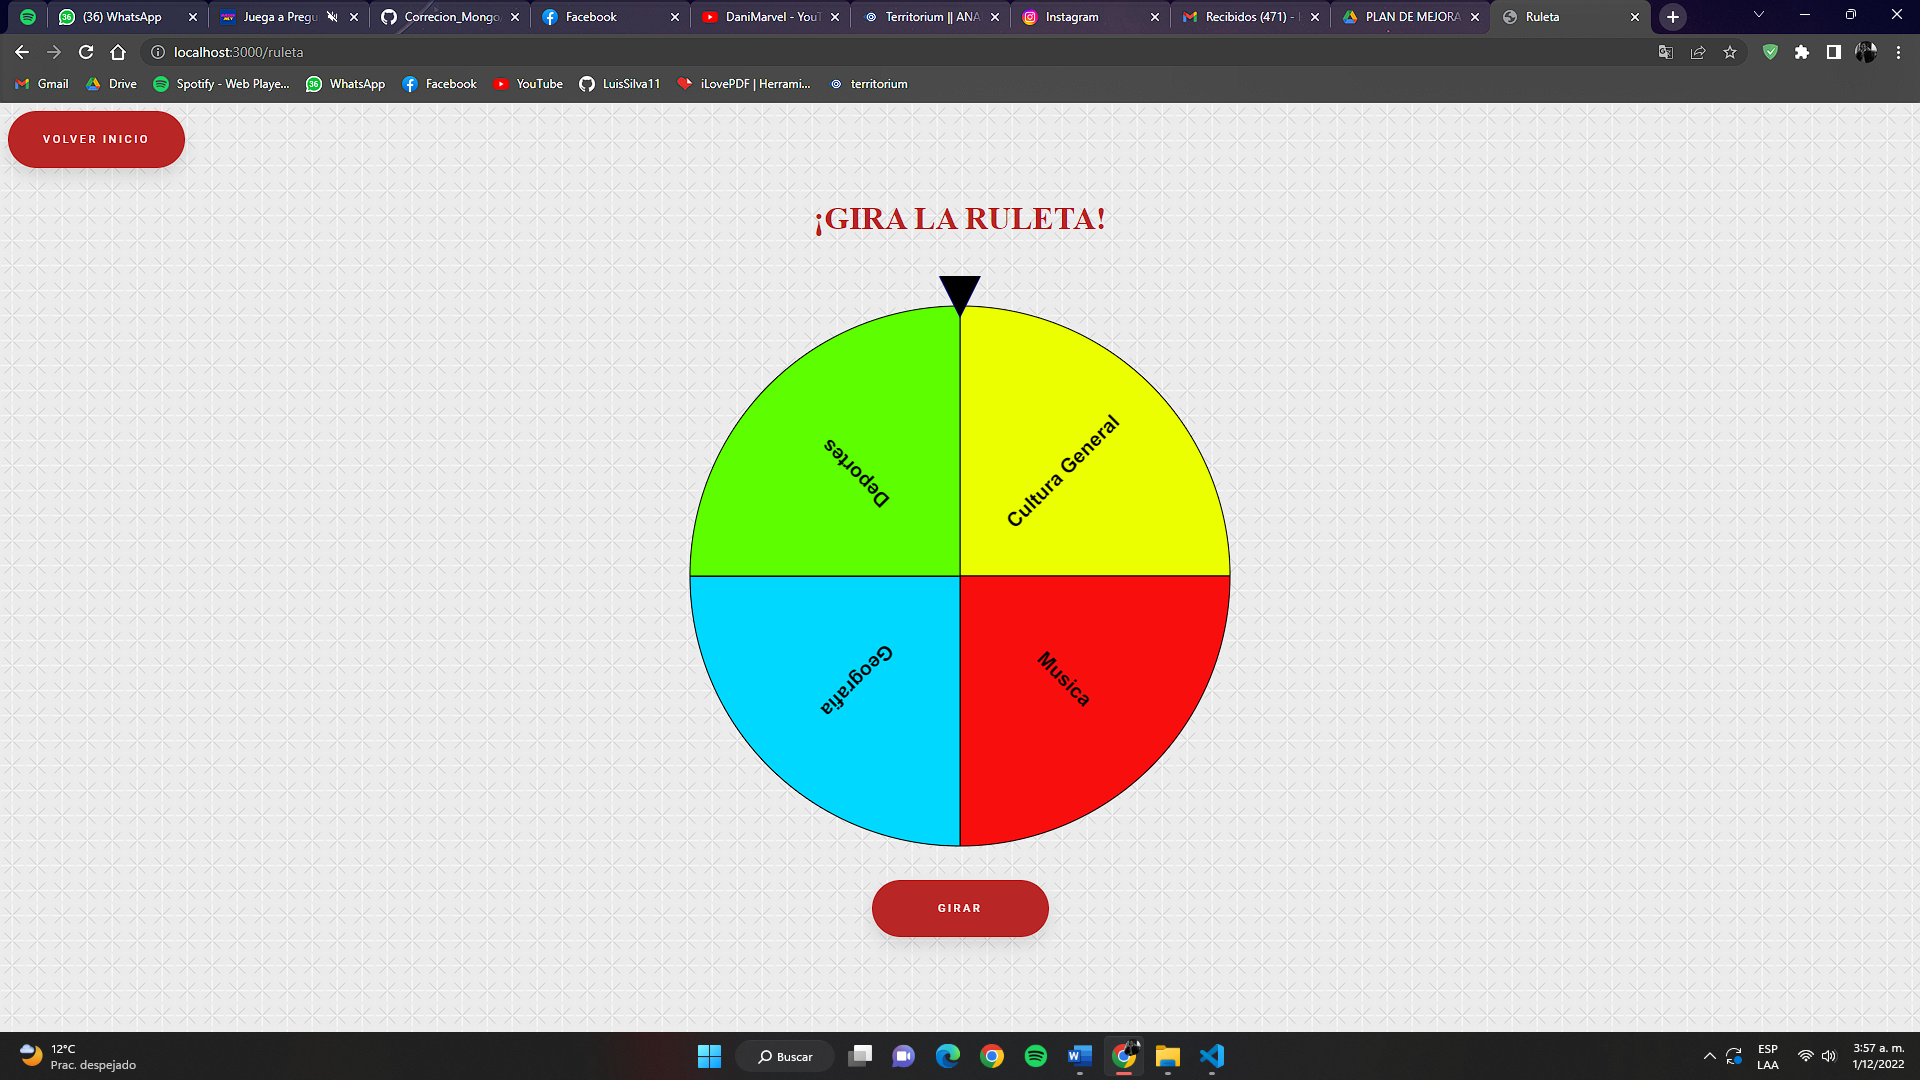 (36) WhatsApp
Juega a Pregu
Correcion_Mongo
Facebook
DaniMarvel - YouT
Territorium || ANA
Instagram
Recibidos (471) -
PLAN DE MEJORA
Ruleta
localhost:3000/ruleta
Gmail
Drive
Spotify - Web Playe...
WhatsApp
Facebook
YouTube
LuisSilva11
iLovePDF | Herrami...
territorium
VOLVER INICIO
¡GIRA LA RULETA!
Deportes
Cultura General
Geografia
Musica
GIRAR
12°C
Prac. despejado
Buscar
ESP
LAA
3:57 a. m.
1/12/2022